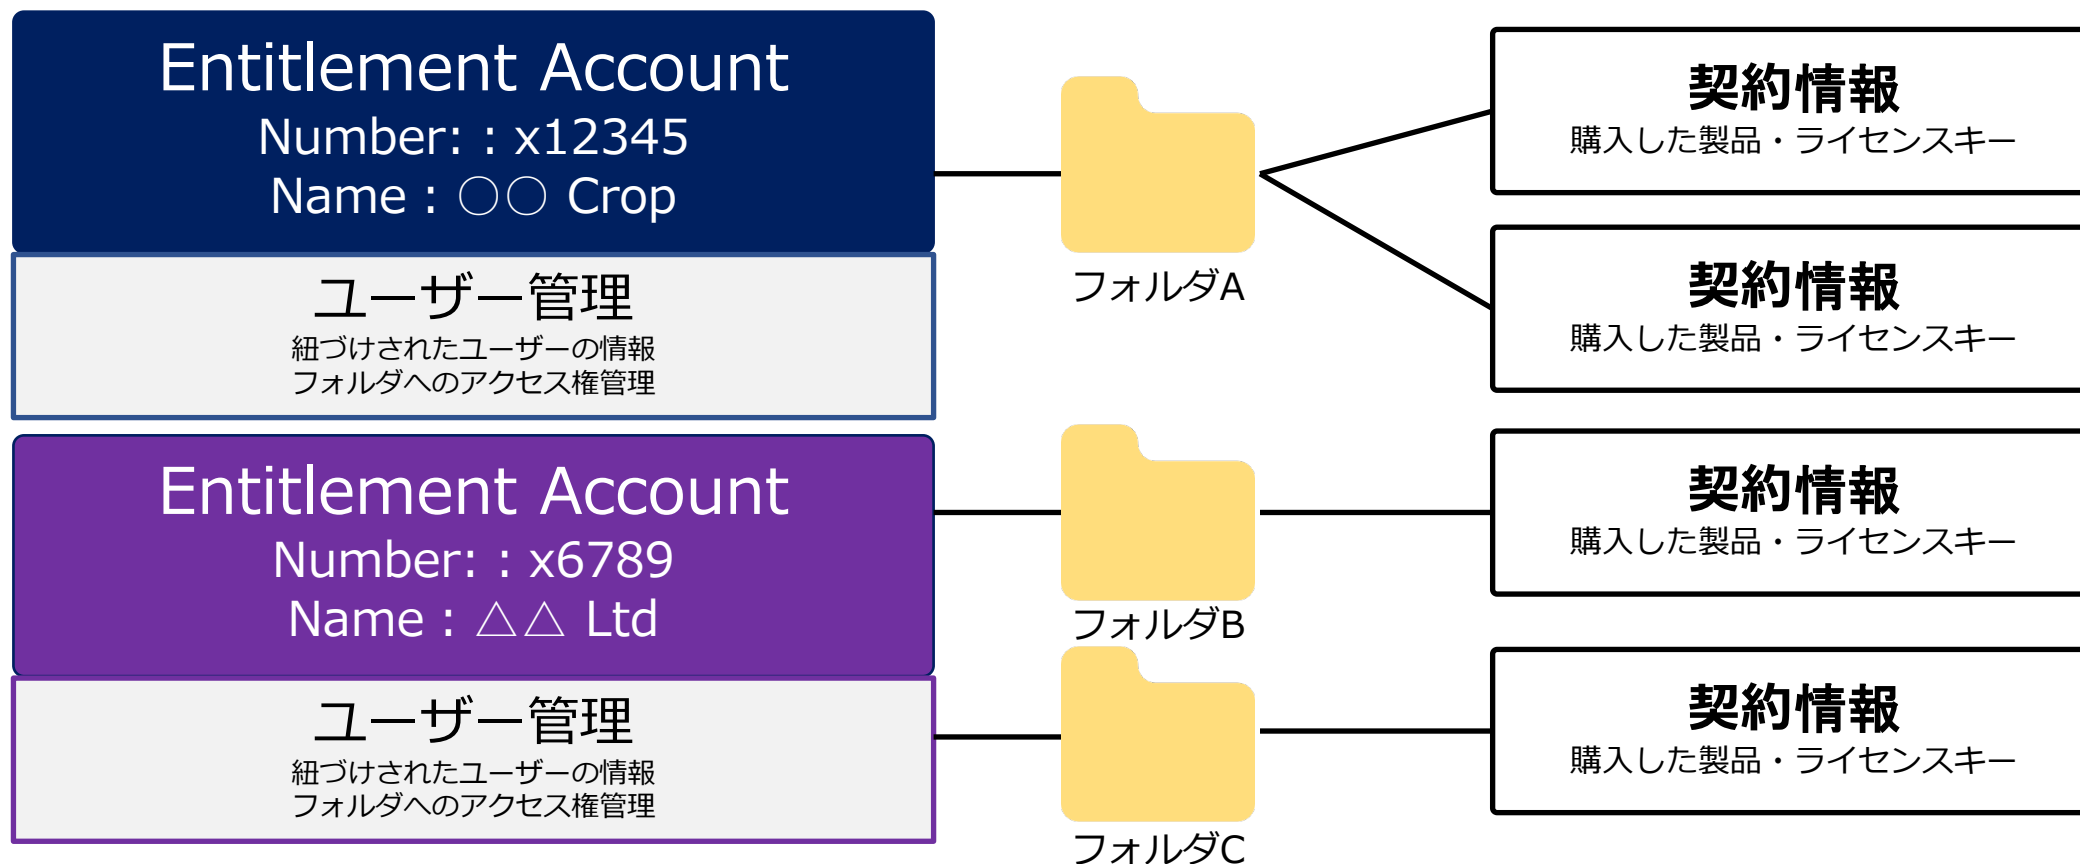 Entitlement Account
Number:：x12345
Name：○○ Crop
ユーザー管理
紐づけされたユーザーの情報
フォルダへのアクセス権管理
フォルダA
契約情報
購入した製品・ライセンスキー
契約情報
購入した製品・ライセンスキー
Entitlement Account
Number:：x6789
Name：△△ Ltd
ユーザー管理
紐づけされたユーザーの情報
フォルダへのアクセス権管理
フォルダB
契約情報
購入した製品・ライセンスキー
フォルダC
契約情報
購入した製品・ライセンスキー